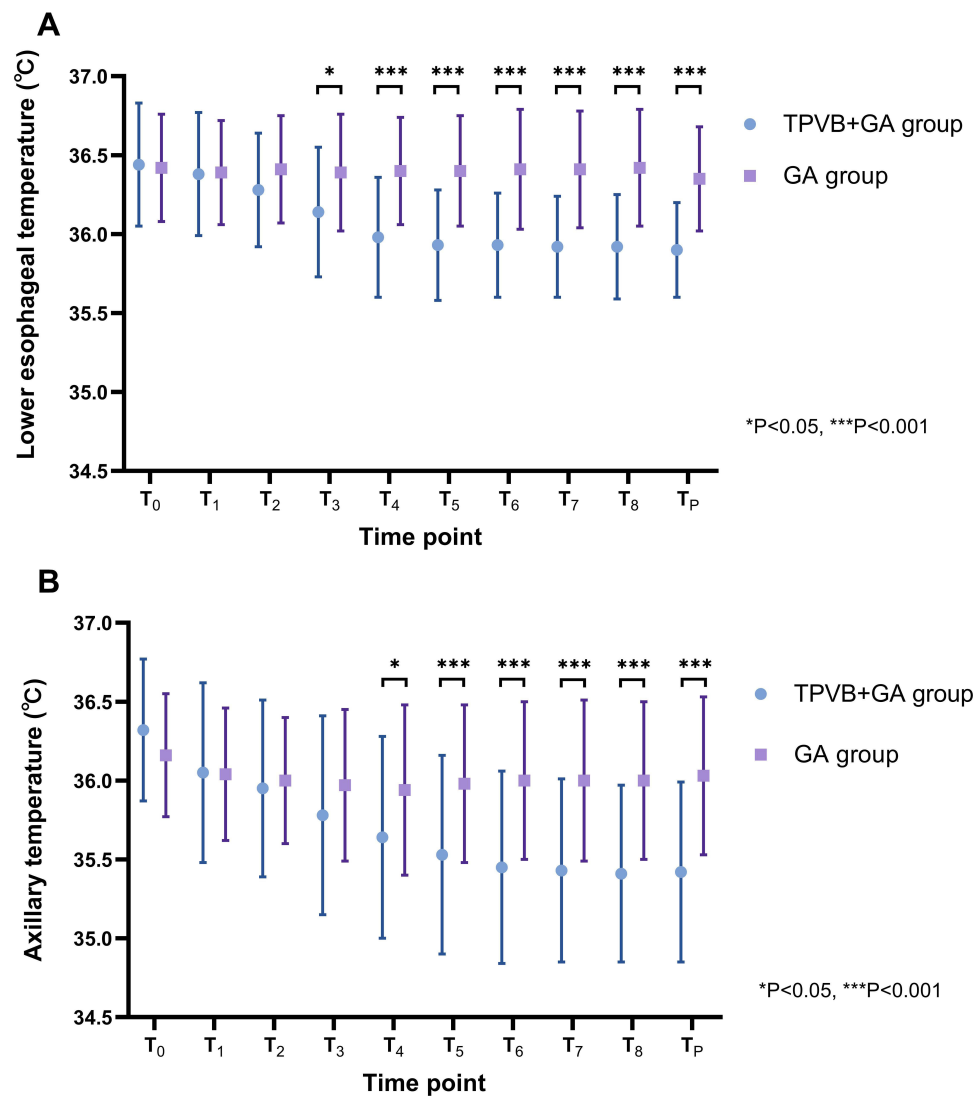 A
Lower esophageal temperature (℃)
* *** *** *** *** *** ***
37.0
36.5
36.0
35.5
35.0
34.5
TPVB+GA group
GA group
*P<0.05, ***P<0.001
T0 T1 T2 T3 T4 T5 T6 T7 T8 TP
Time point
B
Axillary temperature (℃)
37.0
36.5
36.0
35.5
35.0
34.5
* *** *** *** *** ***
TPVB+GA group
GA group
*P<0.05, ***P<0.001
T0 T1 T2 T3 T4 T5 T6 T7 T8 TP
Time point